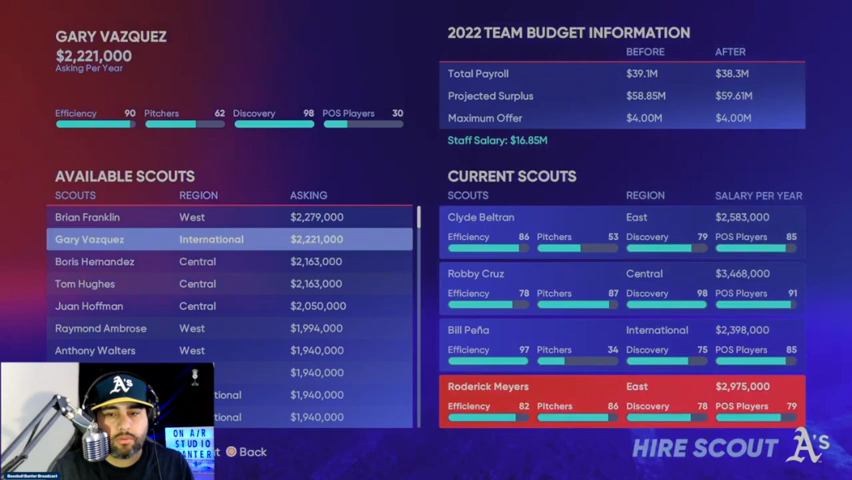 GARY VAZQUEZ
$2,221,000
Asking Per Year
Efficiency 90 Pitchers 62 Discovery 98 POS Players 30
2022 TEAM BUDGET INFORMATION
BEFORE AFTER
Total Payroll $39.1M $38.3M
Projected Surplus $58.85M $59.61M
Maximum Offer $4.00M $4.00M
Staff Salary: $16.85M
AVAILABLE SCOUTS
SCOUTS REGION ASKING
Brian Franklin West $2,279,000
Gary Vazquez International $2,221,000
Boris Hernandez Central $2,163,000
Tom Hughes Central $2,163,000
Juan Hoffman Central $2,050,000
Raymond Ambrose West $1,994,000
Anthony Walters West $1,940,000
$1,940,000
$1,940,000
$1,940,000
CURRENT SCOUTS
SCOUTS REGION SALARY PER YEAR
Clyde Beltran East $2,583,000
Efficiency 86 Pitchers 53 Discovery 79 POS Players 85
Robby Cruz Central $3,468,000
Efficiency 78 Pitchers 87 Discovery 98 POS Players 91
Bill Peña International $2,398,000
Efficiency 97 Pitchers 34 Discovery 75 POS Players 85
Roderick Meyers East $2,975,000
Efficiency 82 Pitchers 86 Discovery 78 POS Players 79
Back
HIRE SCOUT A's
A's
ON A/R
STUDIO
Baseball Banter Broadcast